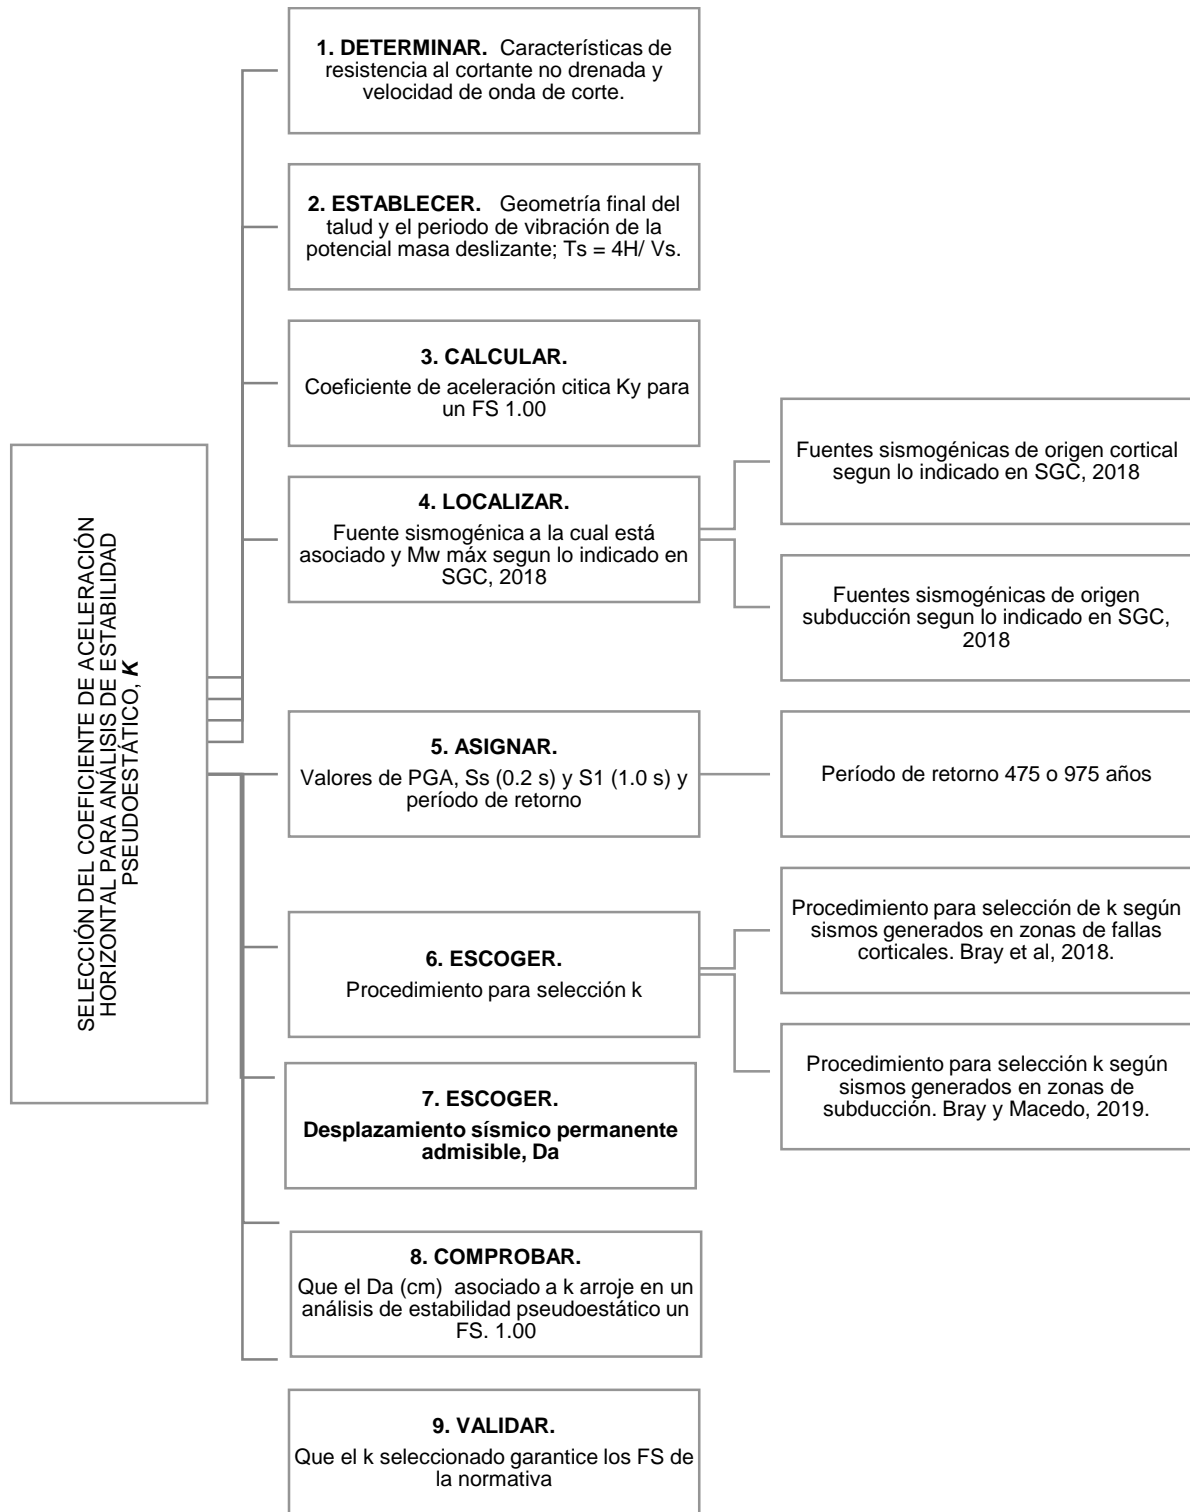 SELECCIÓN DEL COEFICIENTE DE ACELERACIÓN
HORIZONTAL PARA ANÁLISIS DE ESTABILIDAD
PSEUDOESTÁTICO, K
1. DETERMINAR. Características de
resistencia al cortante no drenada y
velocidad de onda de corte.
2. ESTABLECER. Geometría final del
talud y el periodo de vibración de la
potencial masa deslizante; Ts = 4H/ Vs.
3. CALCULAR.
Coeficiente de aceleración citica Ky para
un FS 1.00
4. LOCALIZAR.
Fuente sismogénica a la cual está
asociado y Mw máx segun lo indicado en
SGC, 2018
Fuentes sismogénicas de origen cortical
segun lo indicado en SGC, 2018
Fuentes sismogénicas de origen
subducción segun lo indicado en SGC,
2018
5. ASIGNAR.
Valores de PGA, Ss (0.2 s) y S1 (1.0 s) y
período de retorno
Período de retorno 475 o 975 años
6. ESCOGER.
Procedimiento para selección k
Procedimiento para selección de k según
sismos generados en zonas de fallas
corticales. Bray et al, 2018.
Procedimiento para selección k según
sismos generados en zonas de
subducción. Bray y Macedo, 2019.
7. ESCOGER.
Desplazamiento sísmico permanente
admisible, Da
8. COMPROBAR.
Que el Da (cm) asociado a k arroje en un
análisis de estabilidad pseudoestático un
FS. 1.00
9. VALIDAR.
Que el k seleccionado garantice los FS de
la normativa